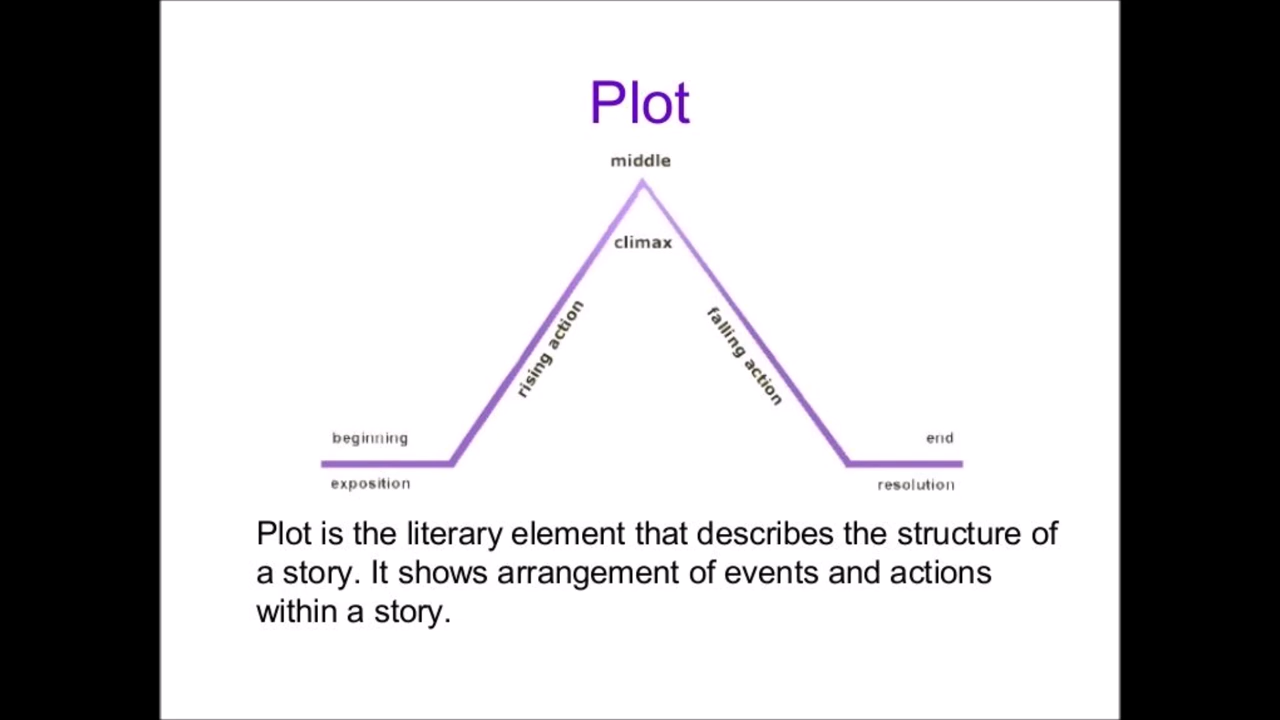 Plot
middle
climax
rising action
falling action
beginning
end
exposition
resolution
Plot is the literary element that describes the structure of
a story. It shows arrangement of events and actions
within a story.